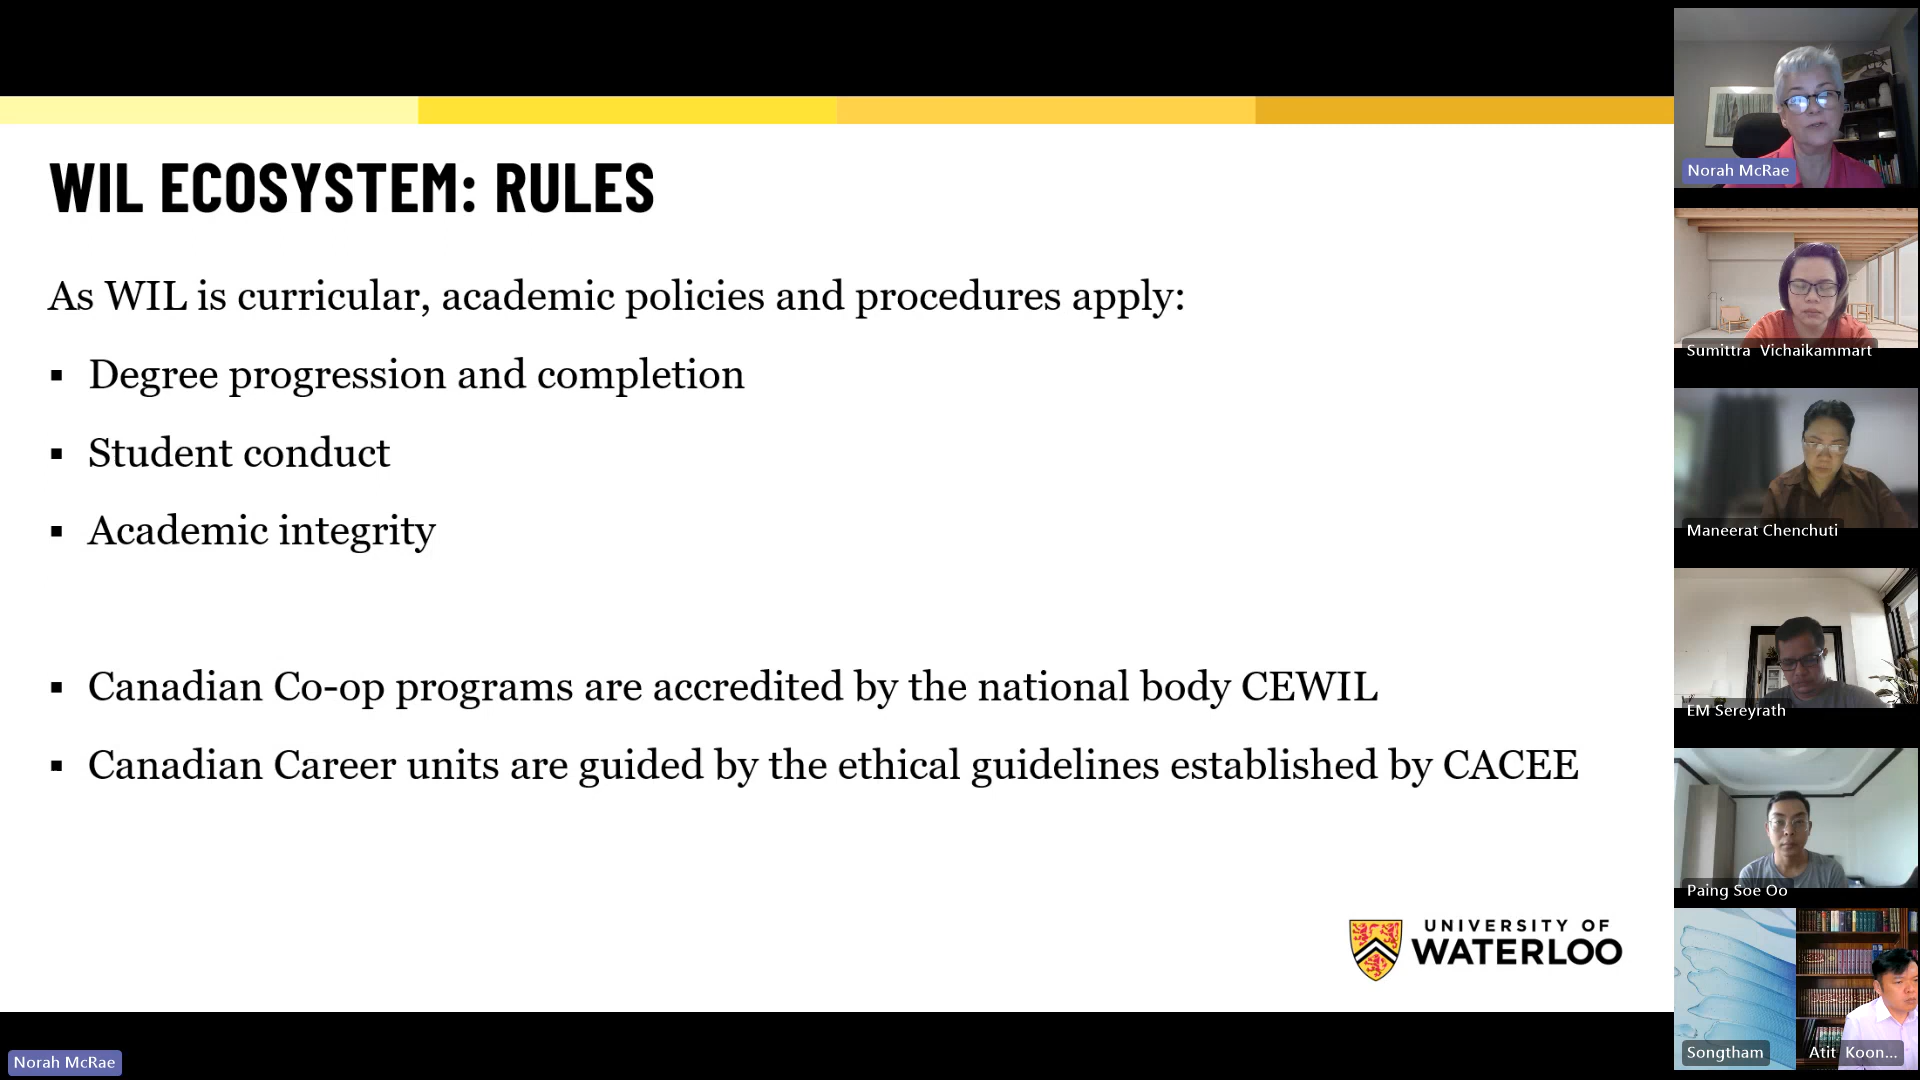 WIL ECOSYSTEM: RULES
As WIL is curricular, academic policies and procedures apply:
▪ Degree progression and completion
▪ Student conduct
▪ Academic integrity
▪ Canadian Co-op programs are accredited by the national body CEWIL
▪ Canadian Career units are guided by the ethical guidelines established by CACEE
UNIVERSITY OF
WATERLOO
Norah McRae
Norah McRae
Sumittra Vichaikammart
Maneerat Chenchuti
EM Sereyrath
Paing Soe Oo
Songtham
Atit Koon...